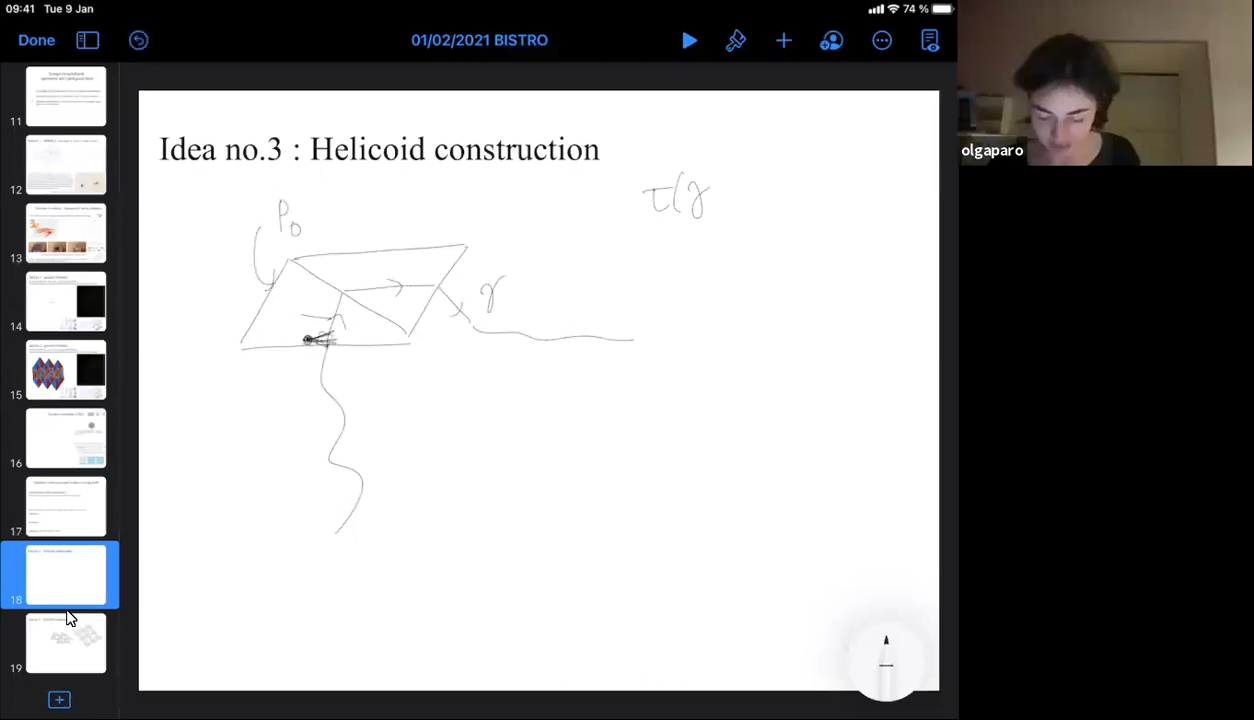 09:41 Tue 9 Jan
74 %
Done
01/02/2021 BISTRO
olgaparo
Idea no.3 : Helicoid construction
τ(γ
P₀
γ
11
12
13
14
15
16
17
18
19